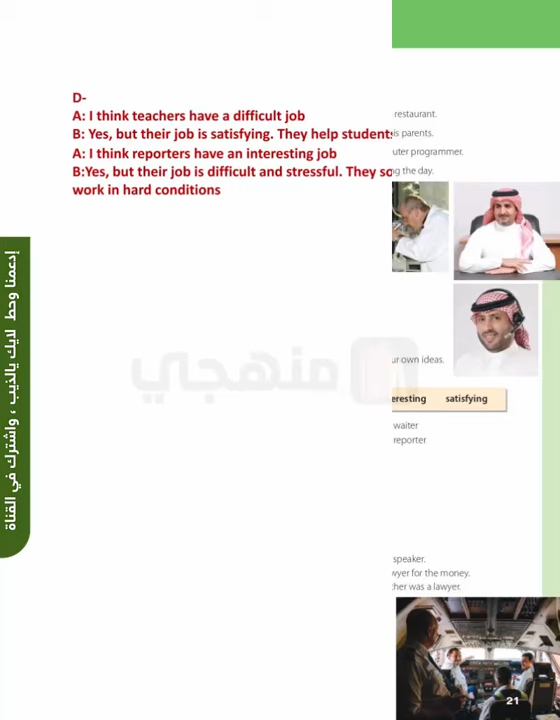 D-
A: I think teachers have a difficult job
B: Yes, but their job is satisfying. They help students
A: I think reporters have an interesting job
B:Yes, but their job is difficult and stressful. They so
work in hard conditions
restaurant.
is parents.
uter programmer.
ng the day.
ur own ideas.
eresting satisfying
waiter
reporter
speaker.
wyer for the money.
ther was a lawyer.
21
إدعمنا وحط لايك يالذيب ، واشترك في القناة
منهجي